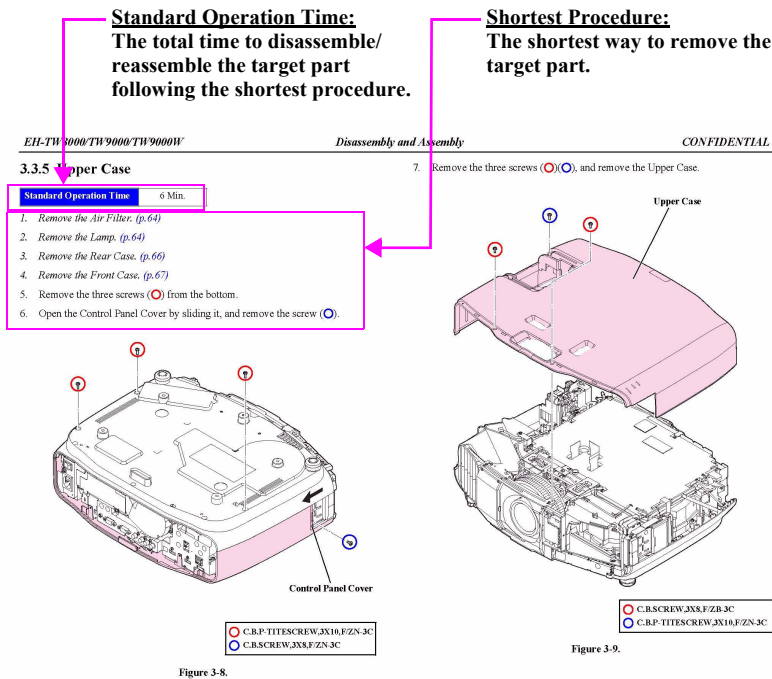 Standard Operation Time:
The total time to disassemble/
reassemble the target part
following the shortest procedure.
Shortest Procedure:
The shortest way to remove the
target part.
EH-TW8000/TW9000/TW9000W
Disassembly and Assembly
CONFIDENTIAL
3.3.5 Upper Case
Standard Operation Time 6 Min.
1. Remove the Air Filter. (p.64)
2. Remove the Lamp. (p.64)
3. Remove the Rear Case. (p.66)
4. Remove the Front Case. (p.67)
5. Remove the three screws (O) from the bottom.
6. Open the Control Panel Cover by sliding it, and remove the screw (O).
Control Panel Cover
C.B.P-TITESCREW,3X10,F/ZN-3C
C.B.SCREW,3X8,F/ZN-3C
Figure 3-8.
7. Remove the three screws (O)(O), and remove the Upper Case.
Upper Case
C.B.SCREW,3X8,F/ZB-3C
C.B.P-TITESCREW,3X10,F/ZN-3C
Figure 3-9.